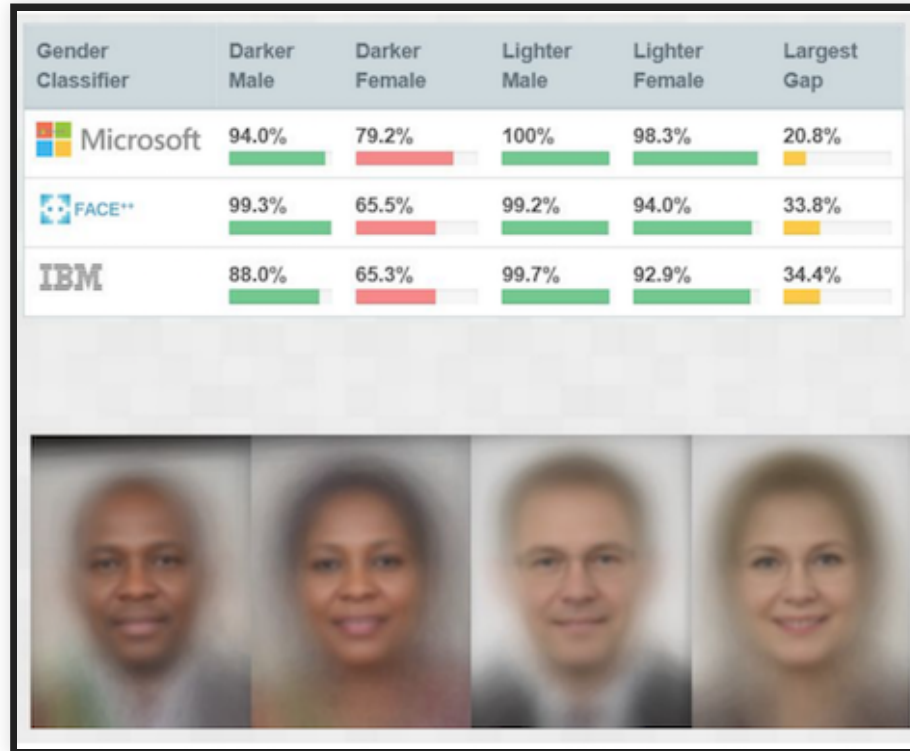 Gender Classifier Darker Male Darker Female Lighter Male Lighter Female Largest Gap
Microsoft 94.0% 79.2% 100% 98.3% 20.8%
FACE++ 99.3% 65.5% 99.2% 94.0% 33.8%
IBM 88.0% 65.3% 99.7% 92.9% 34.4%